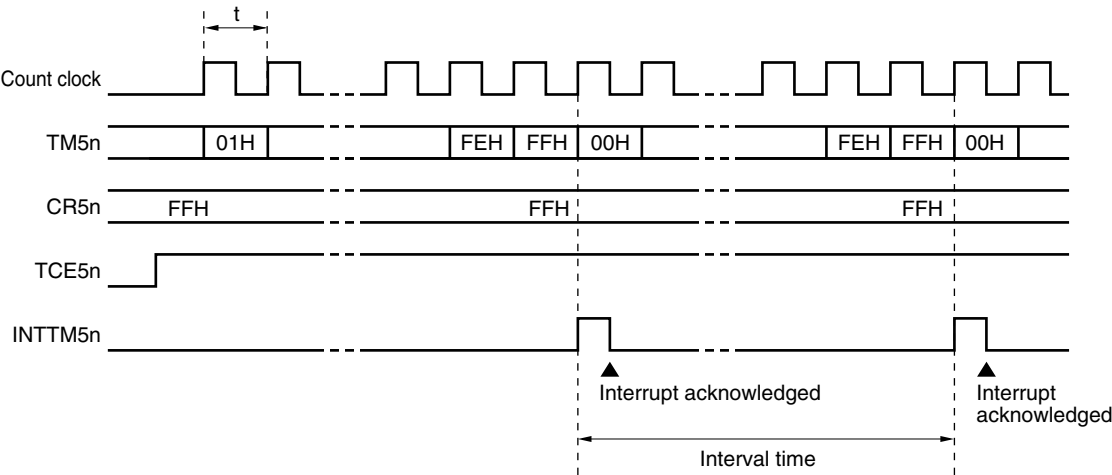 t
Count clock
TM5n 01H FEH FFH 00H FEH FFH 00H
CR5n FFH FFH FFH
TCE5n
INTTM5n
Interrupt acknowledged Interrupt
acknowledged
Interval time